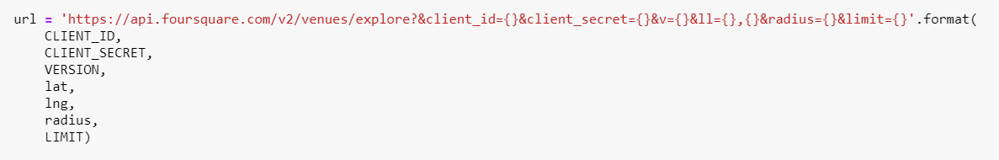 url = 'https://api.foursquare.com/v2/venues/explore?&client_id={}&client_secret={}&v={}&ll={},{}&radius={}&limit={}'.format(
    CLIENT_ID,
    CLIENT_SECRET,
    VERSION,
    lat,
    lng,
    radius,
    LIMIT)